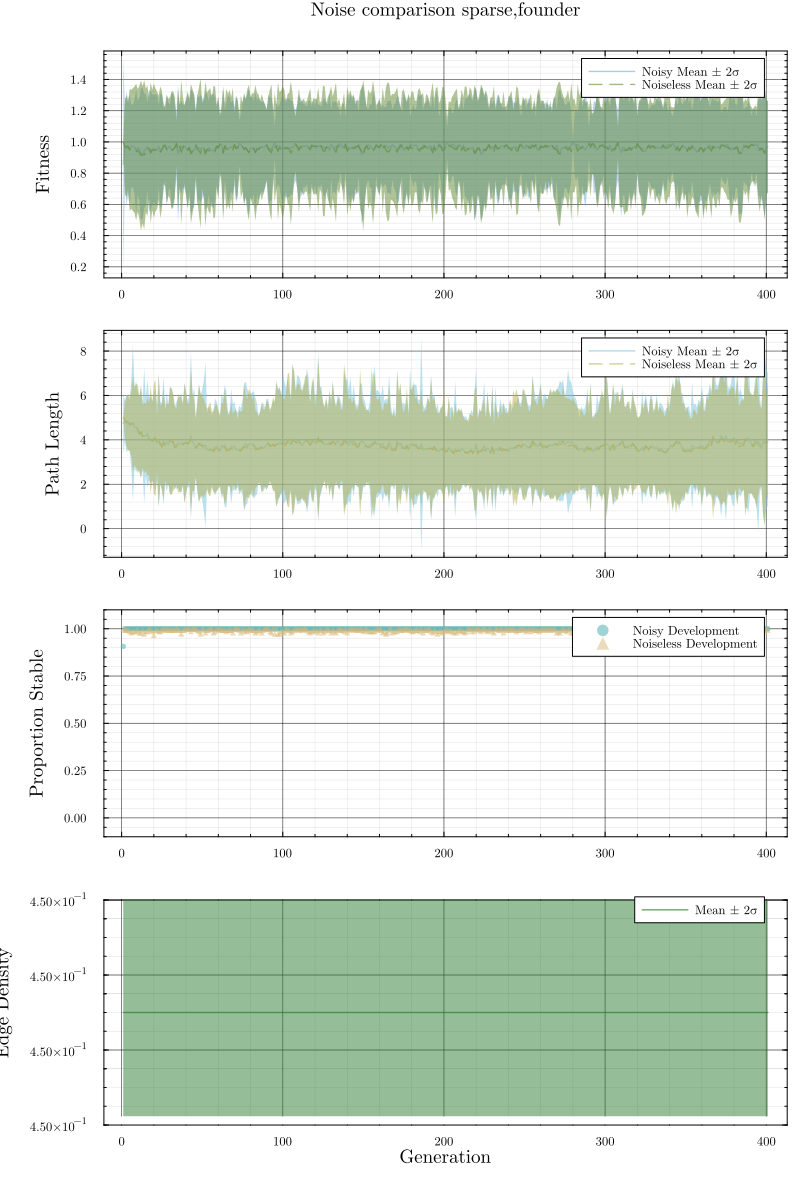 Noise comparison sparse,founder
Fitness
1.4
1.2
1.0
0.8
0.6
0.4
0.2
Noisy Mean ± 2σ
Noiseless Mean ± 2σ
0 100 200 300 400
Path Length
8
6
4
2
0
Noisy Mean ± 2σ
Noiseless Mean ± 2σ
0 100 200 300 400
Proportion Stable
1.00
0.75
0.50
0.25
0.00
Noisy Development
Noiseless Development
0 100 200 300 400
Edge Density
4.50×10⁻¹
4.50×10⁻¹
4.50×10⁻¹
4.50×10⁻¹
Mean ± 2σ
0 100 200 300 400
Generation